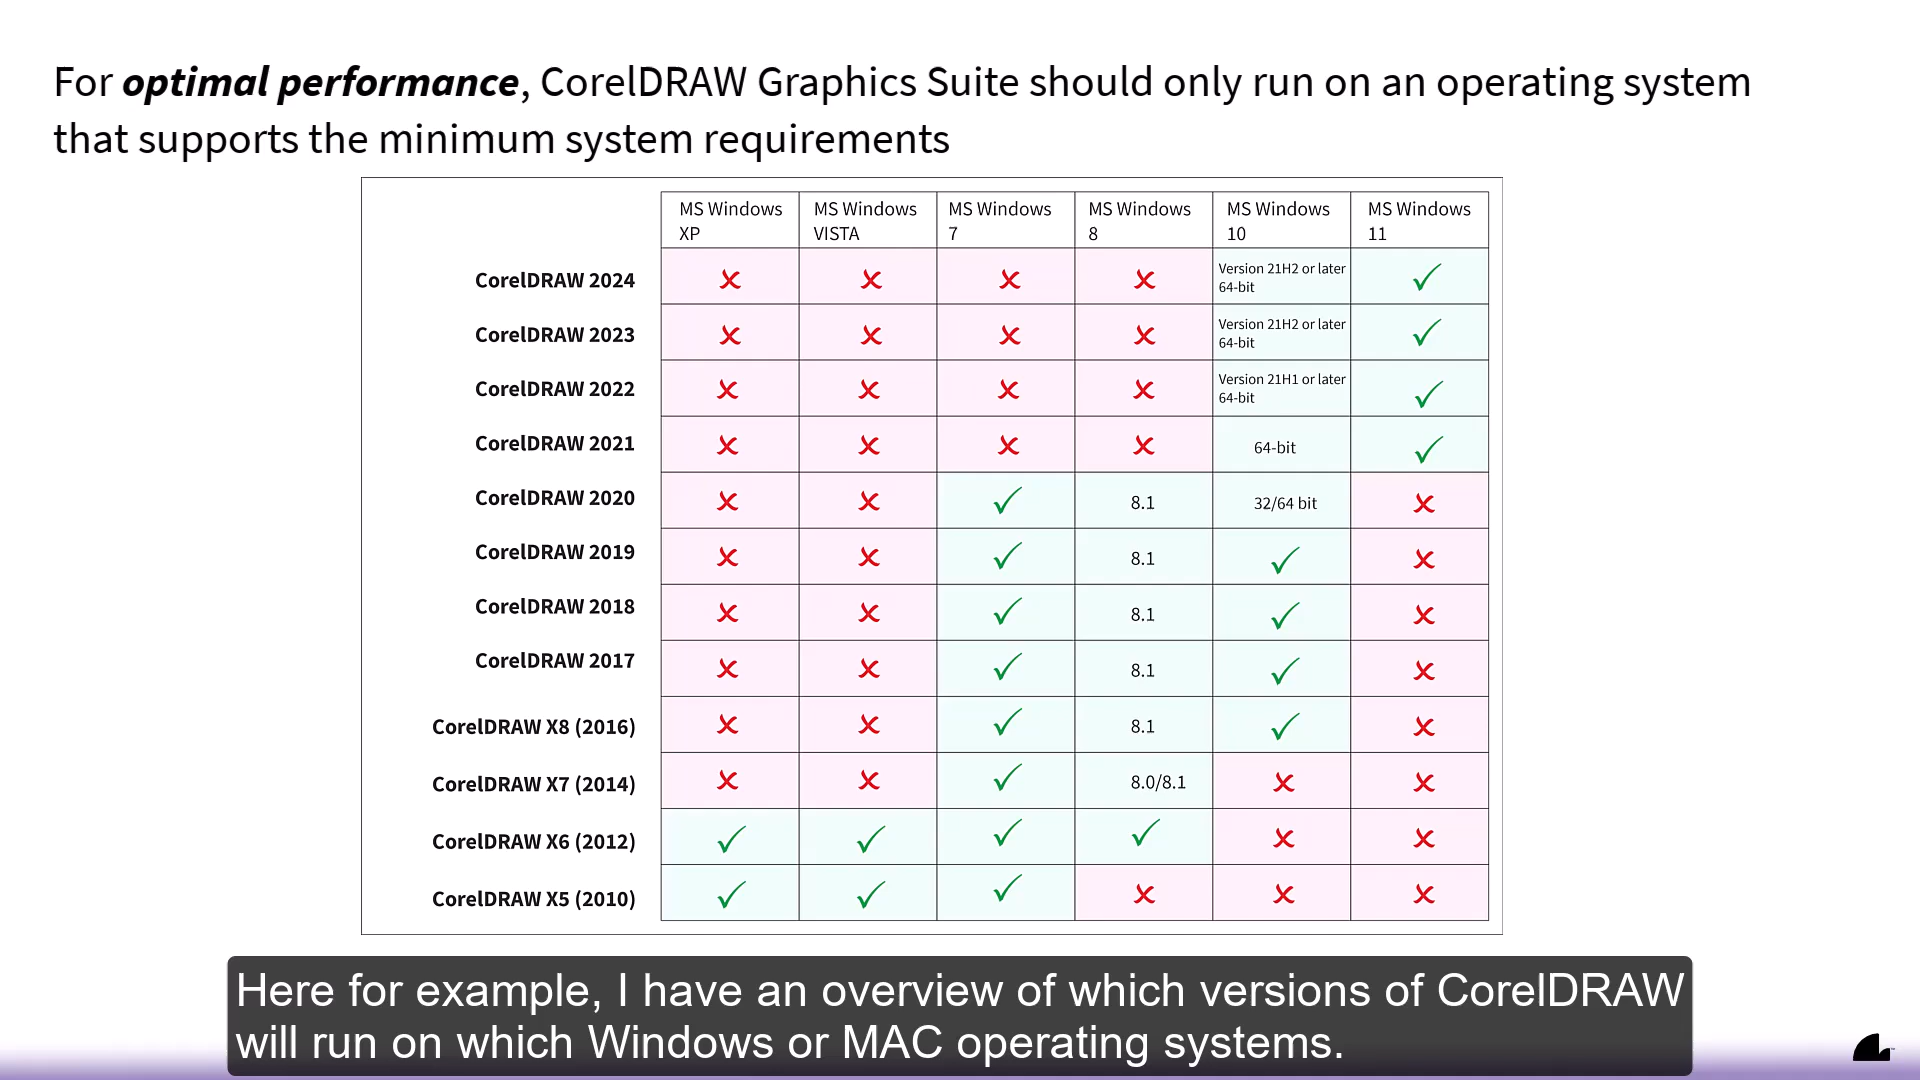 For optimal performance, CorelDRAW Graphics Suite should only run on an operating system
that supports the minimum system requirements
MS Windows XP
MS Windows VISTA
MS Windows 7
MS Windows 8
MS Windows 10
MS Windows 11
CorelDRAW 2024
Version 21H2 or later
64-bit
CorelDRAW 2023
Version 21H2 or later
64-bit
CorelDRAW 2022
Version 21H1 or later
64-bit
CorelDRAW 2021
64-bit
CorelDRAW 2020
8.1
32/64 bit
CorelDRAW 2019
8.1
CorelDRAW 2018
8.1
CorelDRAW 2017
8.1
CorelDRAW X8 (2016)
8.1
CorelDRAW X7 (2014)
8.0/8.1
CorelDRAW X6 (2012)
CorelDRAW X5 (2010)
Here for example, I have an overview of which versions of CorelDRAW
will run on which Windows or MAC operating systems.